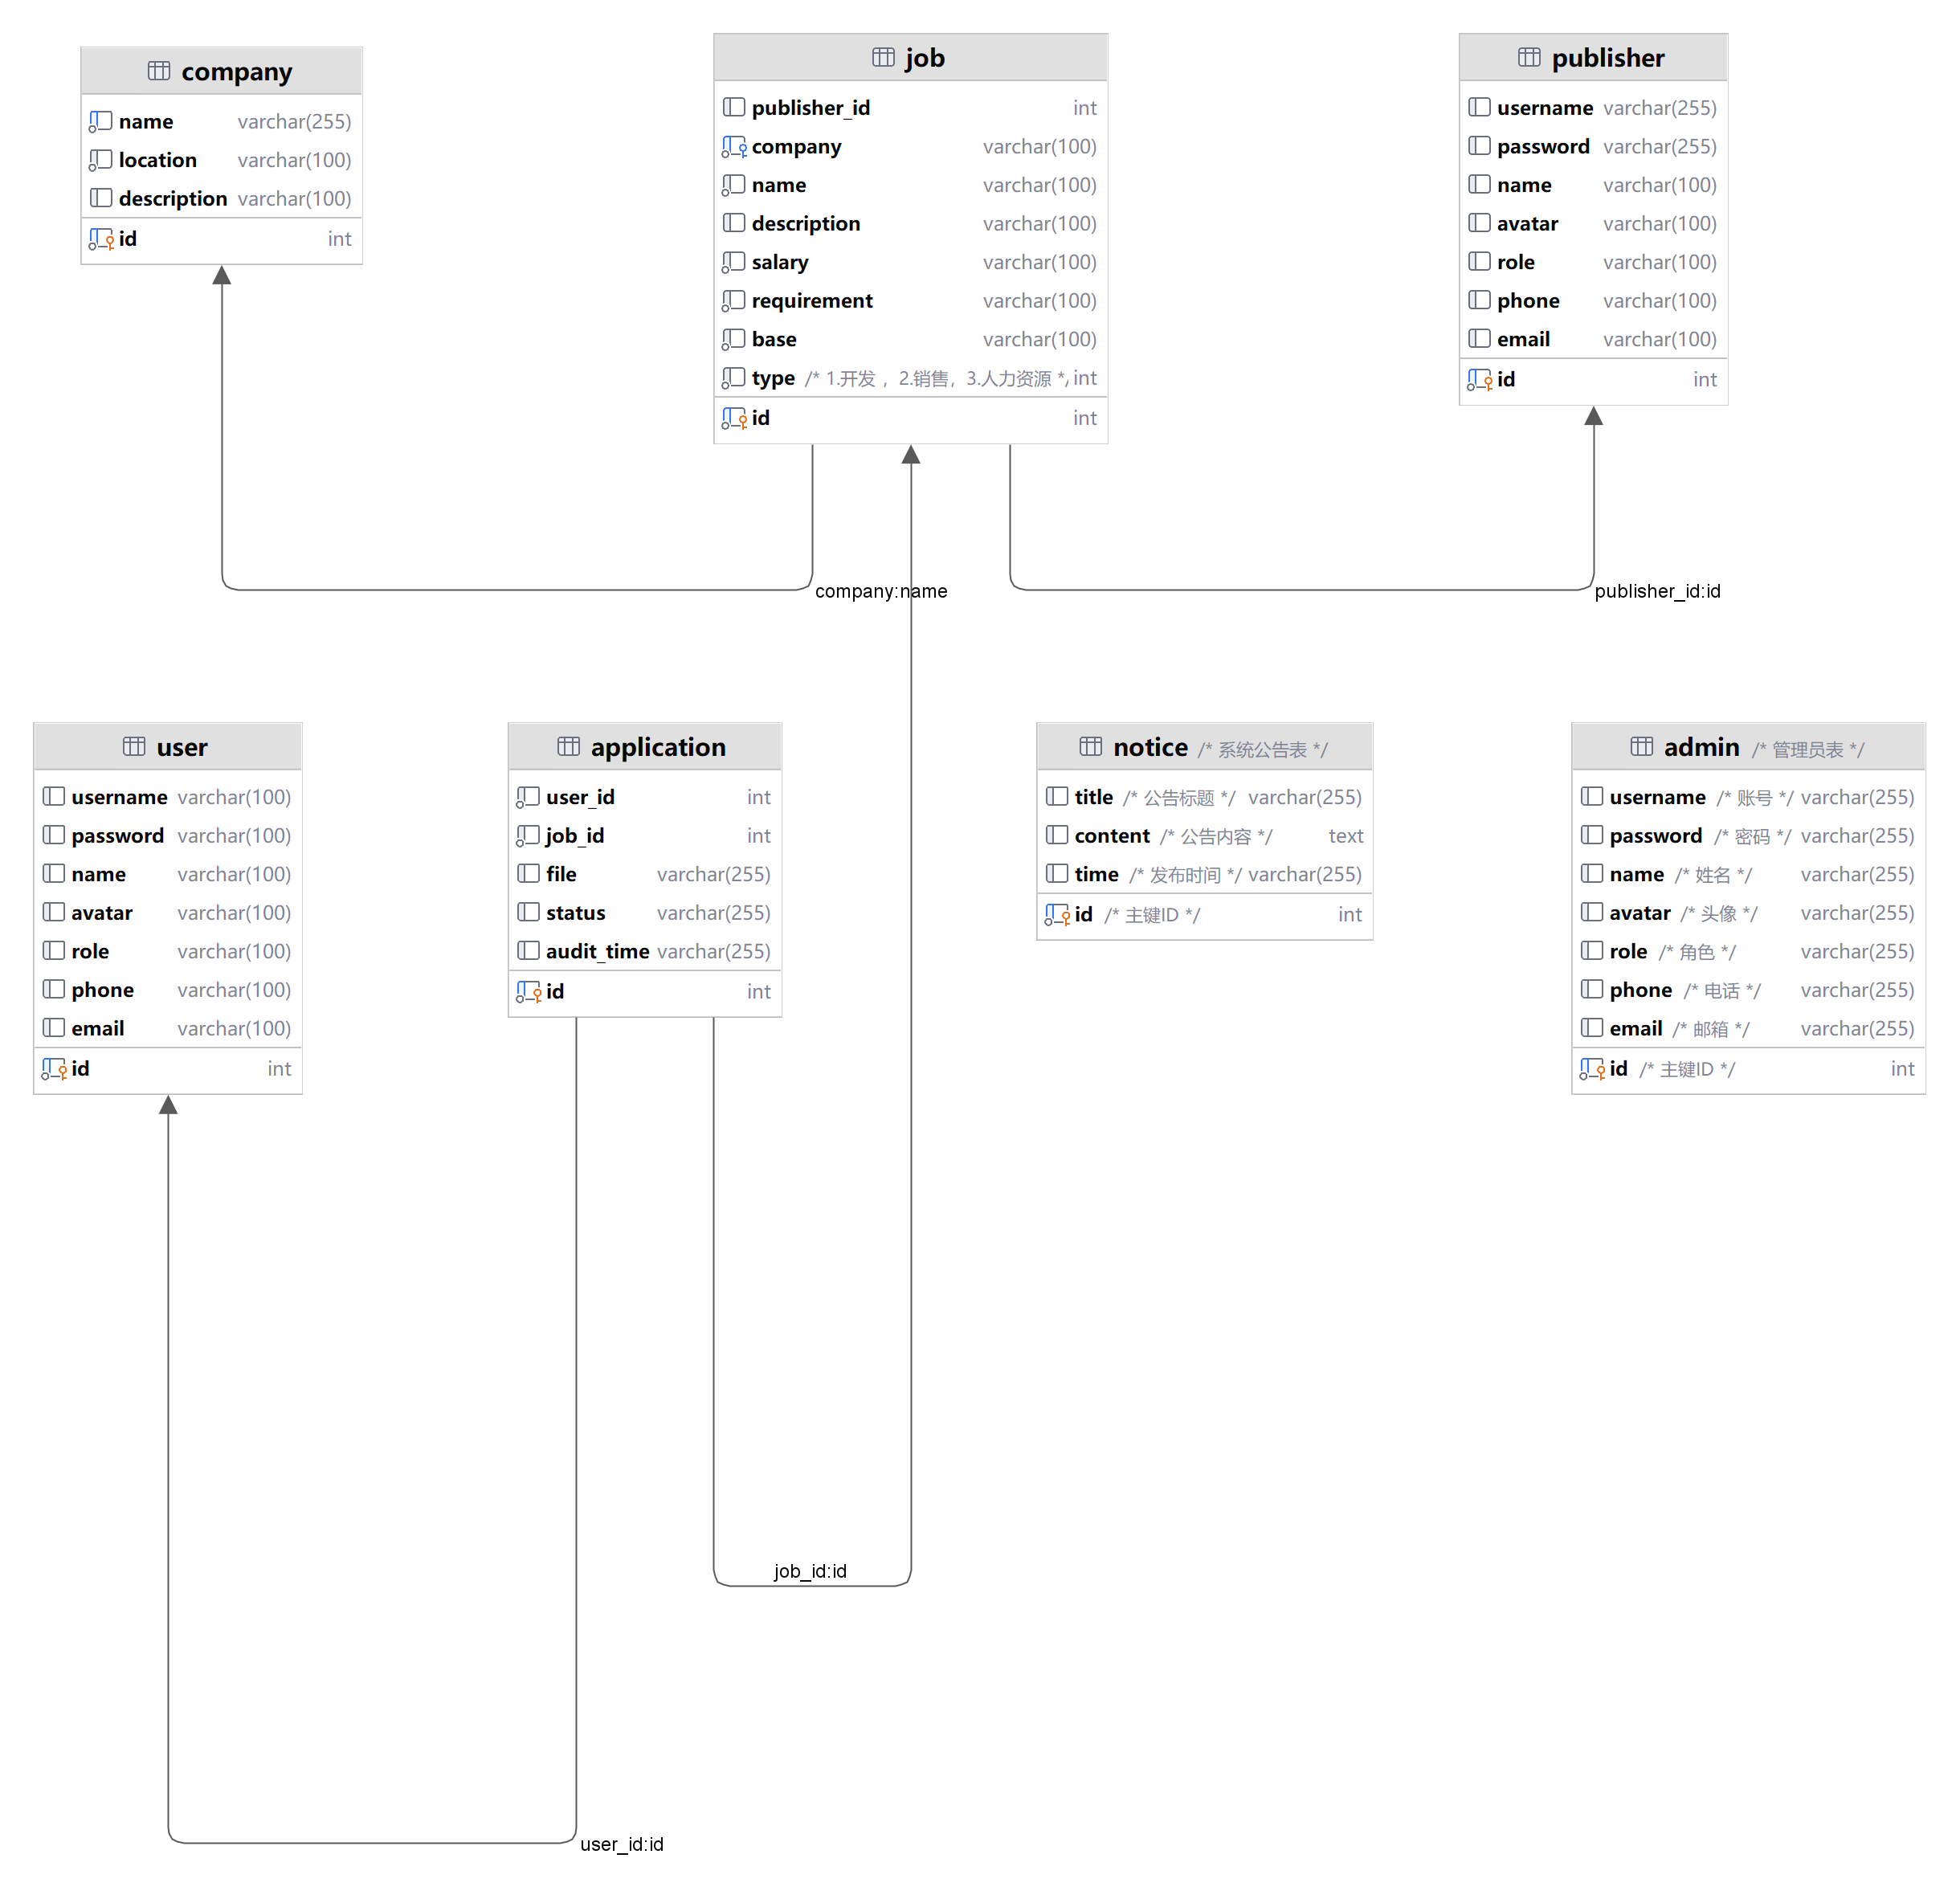 company
name varchar(255)
location varchar(100)
description varchar(100)
id int
job
publisher_id int
company varchar(100)
name varchar(100)
description varchar(100)
salary varchar(100)
requirement varchar(100)
base varchar(100)
type /* 1.开发 ，2.销售，3.人力资源 */ int
id int
publisher
username varchar(255)
password varchar(255)
name varchar(100)
avatar varchar(100)
role varchar(100)
phone varchar(100)
email varchar(100)
id int
company:name
publisher_id:id
user
username varchar(100)
password varchar(100)
name varchar(100)
avatar varchar(100)
role varchar(100)
phone varchar(100)
email varchar(100)
id int
application
user_id int
job_id int
file varchar(255)
status varchar(255)
audit_time varchar(255)
id int
notice /* 系统公告表 */
title /* 公告标题 */ varchar(255)
content /* 公告内容 */ text
time /* 发布时间 */ varchar(255)
id /* 主键ID */ int
admin /* 管理员表 */
username /* 账号 */ varchar(255)
password /* 密码 */ varchar(255)
name /* 姓名 */ varchar(255)
avatar /* 头像 */ varchar(255)
role /* 角色 */ varchar(255)
phone /* 电话 */ varchar(255)
email /* 邮箱 */ varchar(255)
id /* 主键ID */ int
job_id:id
user_id:id